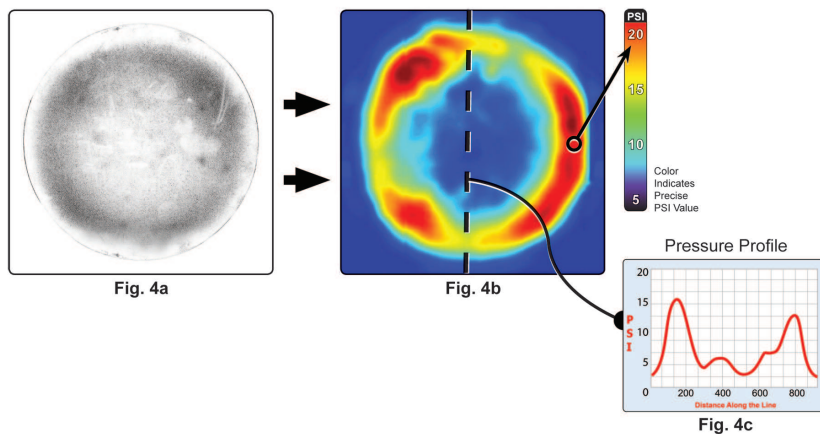 PSI
20
15
10
5
Color
Indicates
Precise
PSI Value
Fig. 4a
Fig. 4b
Pressure Profile
20
15
10
5
0
P
S
I
200
400
600
800
Distance Along the Line
Fig. 4c